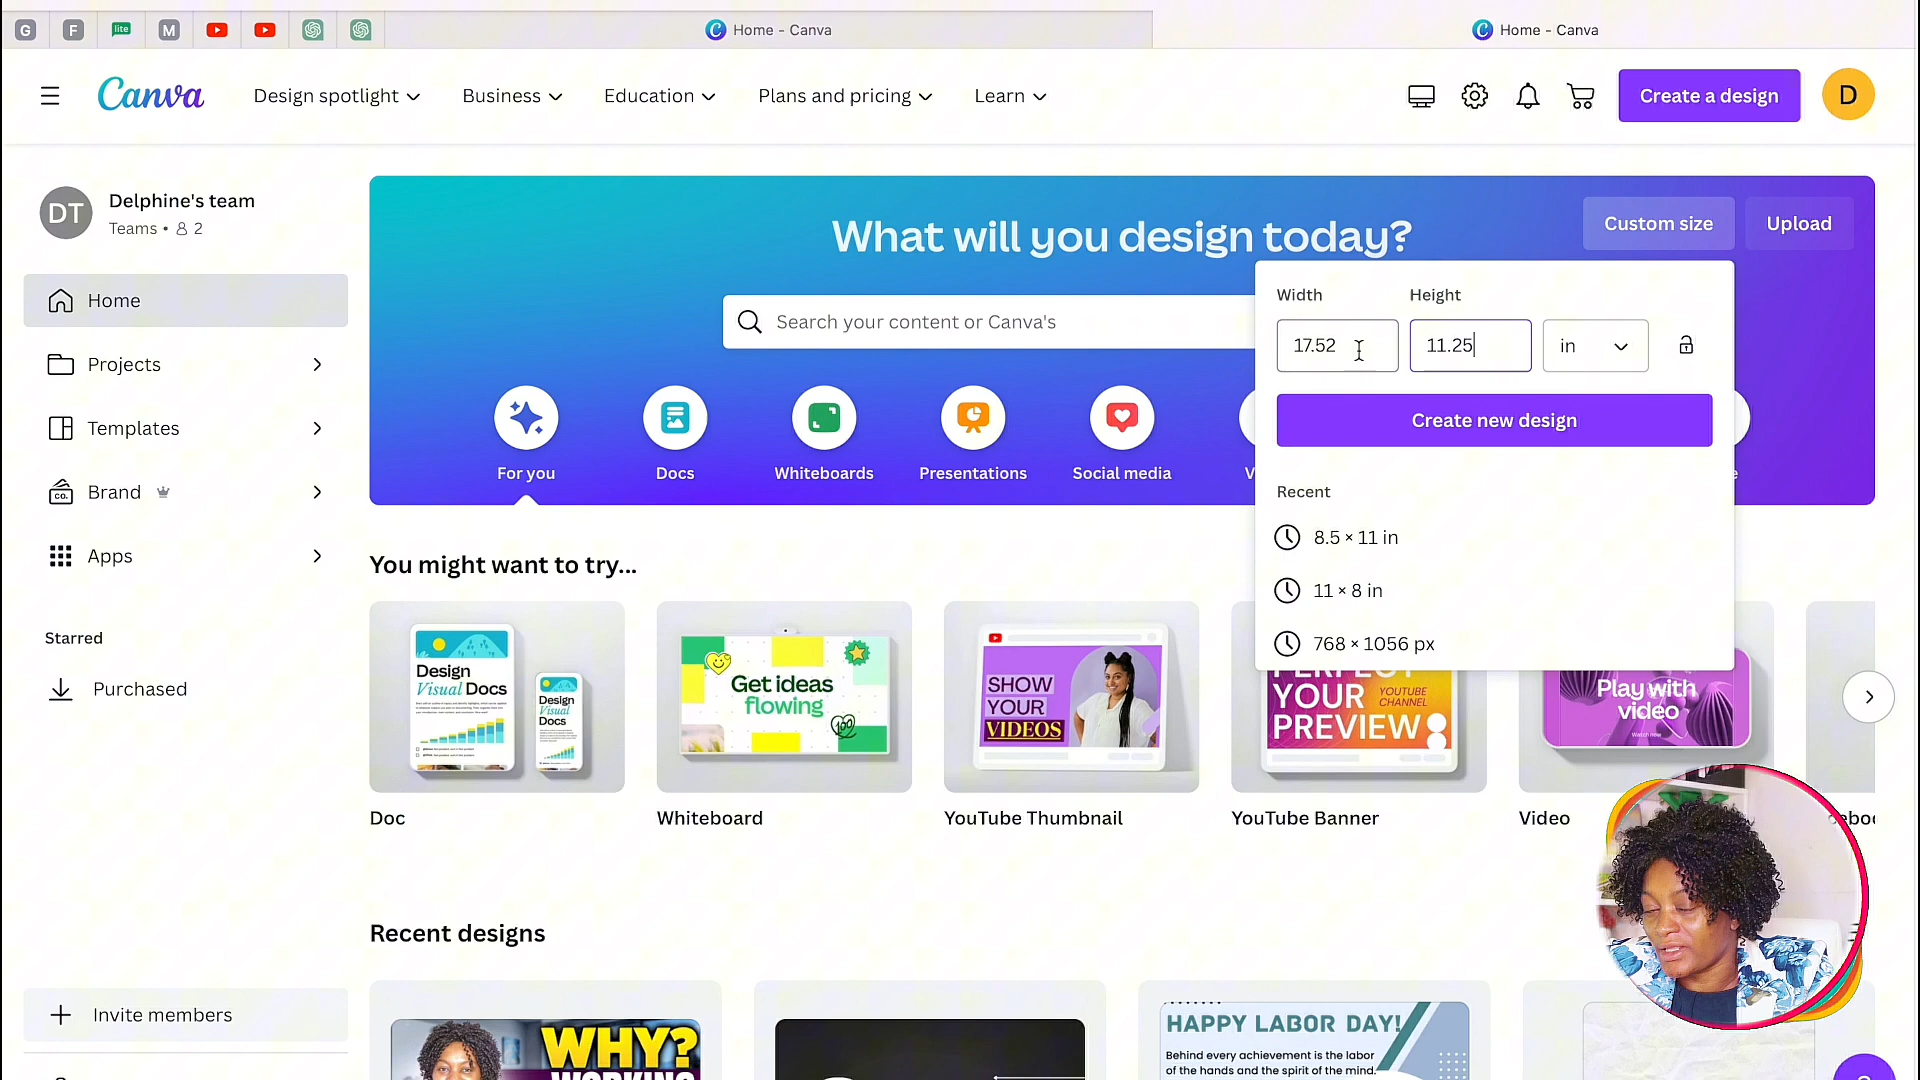 G
F
lite
M
Home - Canva
Home - Canva
Canva
Design spotlight
Business
Education
Plans and pricing
Learn
Create a design
D
DT
Delphine's team
Teams • 2
Home
Projects
Templates
CO.
Brand
Apps
Starred
Purchased
Invite members
What will you design today?
Custom size
Upload
Search your content or Canva's
For you
Docs
Whiteboards
Presentations
Social media
V
e
Width
Height
17.52
11.25
in
Create new design
Recent
8.5 × 11 in
11 × 8 in
768 × 1056 px
You might want to try...
Design
Visual Docs
Design
Visual
Docs
Get ideas
flowing
100
SHOW
YOUR
VIDEOS
PERFECT
YOUR
PREVIEW
YOUTUBE
CHANNEL
Play with
video
Doc
Whiteboard
YouTube Thumbnail
YouTube Banner
Video
eboo
Recent designs
WHY?
WORKING
HAPPY LABOR DAY!
Behind every achievement is the labor
of the hands and the spirit of the mind.